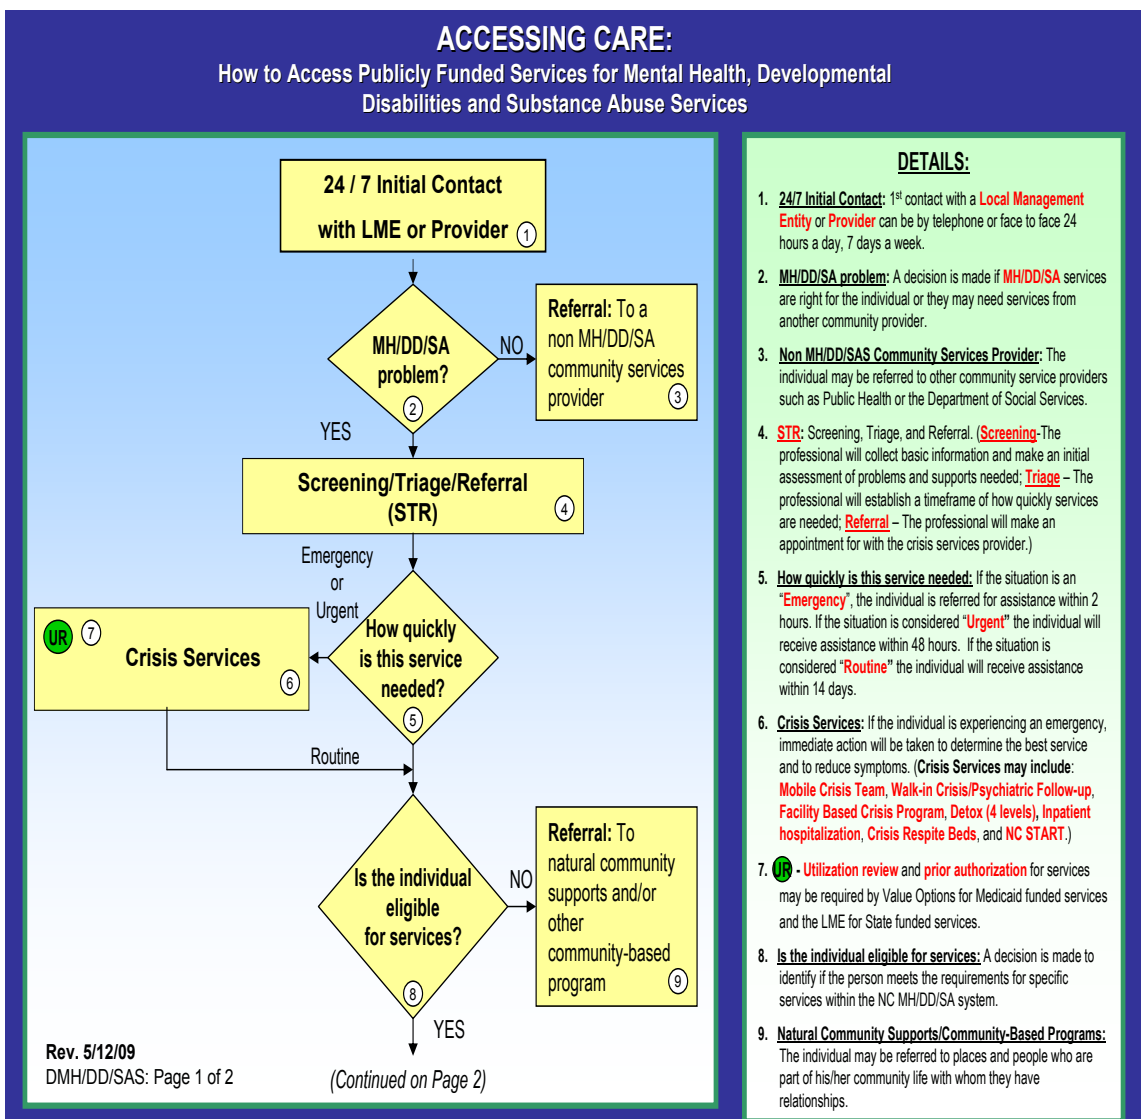 ACCESSING CARE:
How to Access Publicly Funded Services for Mental Health, Developmental
Disabilities and Substance Abuse Services
24 / 7 Initial Contact
with LME or Provider 1
MH/DD/SA
problem?
2
NO
Referral: To a
non MH/DD/SA
community services
provider 3
YES
Screening/Triage/Referral
(STR) 4
Emergency
or
Urgent
How quickly
is this service
needed?
5
UR 7
Crisis Services
6
Routine
Is the individual
eligible
for services?
8
NO
Referral: To
natural community
supports and/or
other
community-based
program 9
YES
(Continued on Page 2)
Rev. 5/12/09
DMH/DD/SAS: Page 1 of 2
DETAILS:
1. 24/7 Initial Contact: 1st contact with a Local Management
Entity or Provider can be by telephone or face to face 24
hours a day, 7 days a week.
2. MH/DD/SA problem: A decision is made if MH/DD/SA services
are right for the individual or they may need services from
another community provider.
3. Non MH/DD/SAS Community Services Provider: The
individual may be referred to other community service providers
such as Public Health or the Department of Social Services.
4. STR: Screening, Triage, and Referral. (Screening-The
professional will collect basic information and make an initial
assessment of problems and supports needed; Triage – The
professional will establish a timeframe of how quickly services
are needed; Referral – The professional will make an
appointment for with the crisis services provider.)
5. How quickly is this service needed: If the situation is an
“Emergency”, the individual is referred for assistance within 2
hours. If the situation is considered “Urgent” the individual will
receive assistance within 48 hours. If the situation is
considered “Routine” the individual will receive assistance
within 14 days.
6. Crisis Services: If the individual is experiencing an emergency,
immediate action will be taken to determine the best service
and to reduce symptoms. (Crisis Services may include:
Mobile Crisis Team, Walk-in Crisis/Psychiatric Follow-up,
Facility Based Crisis Program, Detox (4 levels), Inpatient
hospitalization, Crisis Respite Beds, and NC START.)
7. UR - Utilization review and prior authorization for services
may be required by Value Options for Medicaid funded services
and the LME for State funded services.
8. Is the individual eligible for services: A decision is made to
identify if the person meets the requirements for specific
services within the NC MH/DD/SA system.
9. Natural Community Supports/Community-Based Programs:
The individual may be referred to places and people who are
part of his/her community life with whom they have
relationships.